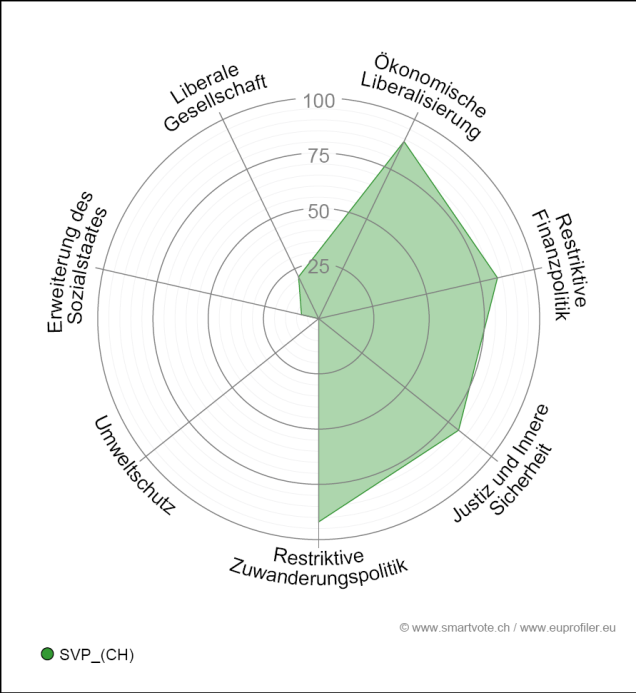 Liberale
Gesellschaft
Ökonomische
Liberalisierung
100
75
50
25
Restriktive
Finanzpolitik
Erweiterung des
Sozialstaates
Umweltschutz
Justiz und Innere
Sicherheit
Restriktive
Zuwanderungspolitik
© www.smartvote.ch / www.euprofiler.eu
SVP_(CH)